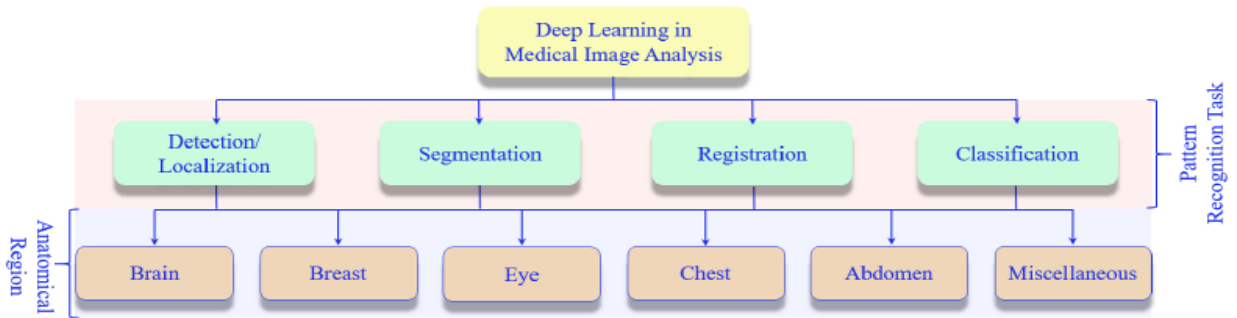 Deep Learning in
Medical Image Analysis
Detection/
Localization
Segmentation
Registration
Classification
Pattern
Recognition Task
Anatomical
Region
Brain
Breast
Eye
Chest
Abdomen
Miscellaneous